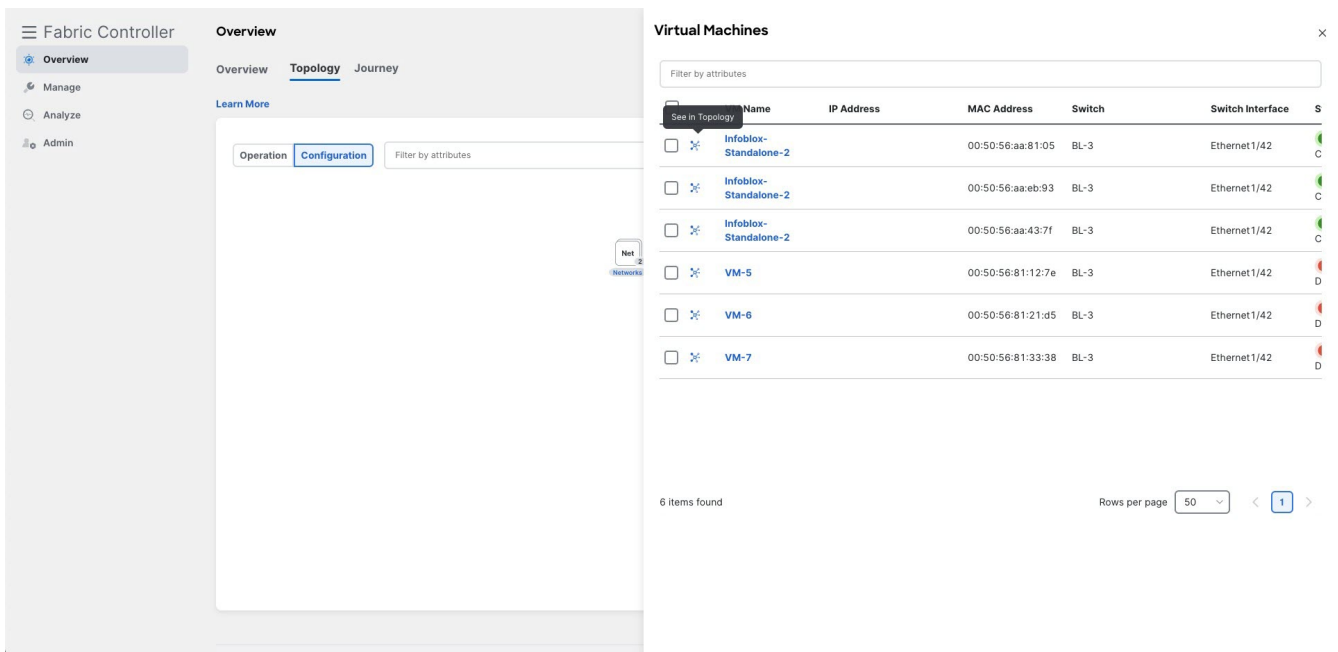 Fabric Controller
Overview
Manage
Analyze
Admin
Overview
Overview Topology Journey
Learn More
Operation Configuration Filter by attributes
Net
2
Networks
Virtual Machines
Filter by attributes
Name IP Address MAC Address Switch Switch Interface S
See in Topology
Infoblox-
Standalone-2 00:50:56:aa:81:05 BL-3 Ethernet1/42 C
Infoblox-
Standalone-2 00:50:56:aa:eb:93 BL-3 Ethernet1/42 C
Infoblox-
Standalone-2 00:50:56:aa:43:7f BL-3 Ethernet1/42 C
VM-5 00:50:56:81:12:7e BL-3 Ethernet1/42 D
VM-6 00:50:56:81:21:d5 BL-3 Ethernet1/42 D
VM-7 00:50:56:81:33:38 BL-3 Ethernet1/42 D
6 items found Rows per page 50 1